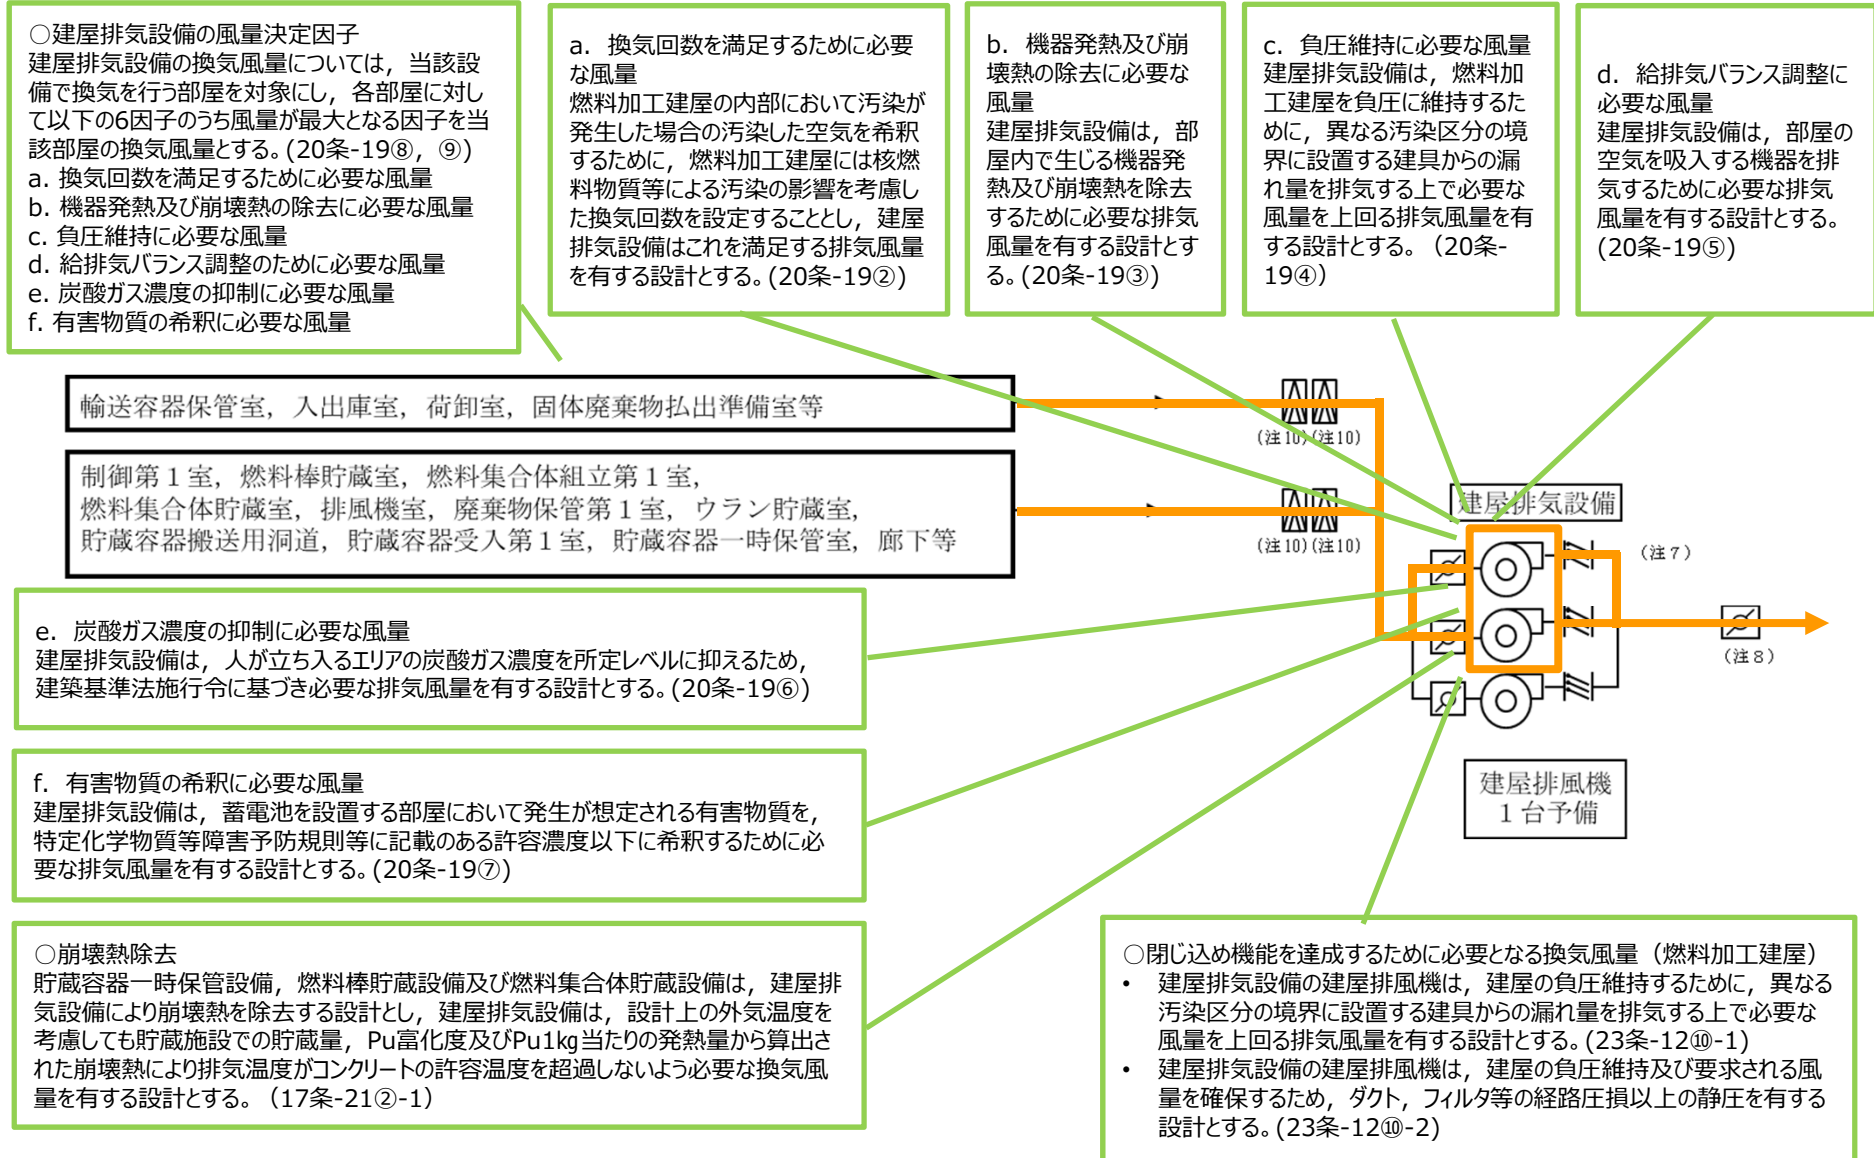 ○建屋排気設備の風量決定因子
建屋排気設備の換気風量については，当該設
備で換気を行う部屋を対象にし，各部屋に対し
て以下の6因子のうち風量が最大となる因子を当
該部屋の換気風量とする。(20条-19⑧，⑨)
a. 換気回数を満足するために必要な風量
b. 機器発熱及び崩壊熱の除去に必要な風量
c. 負圧維持に必要な風量
d. 給排気バランス調整のために必要な風量
e. 炭酸ガス濃度の抑制に必要な風量
f. 有害物質の希釈に必要な風量
a. 換気回数を満足するために必要
な風量
燃料加工建屋の内部において汚染が
発生した場合の汚染した空気を希釈
するために，燃料加工建屋には核燃
料物質等による汚染の影響を考慮し
た換気回数を設定することとし，建屋
排気設備はこれを満足する排気風量
を有する設計とする。(20条-19②)
b. 機器発熱及び崩
壊熱の除去に必要な
風量
建屋排気設備は，部
屋内で生じる機器発
熱及び崩壊熱を除去
するために必要な排気
風量を有する設計とす
る。(20条-19③)
c. 負圧維持に必要な風量
建屋排気設備は，燃料加
工建屋を負圧に維持するた
めに，異なる汚染区分の境
界に設置する建具からの漏
れ量を排気する上で必要な
風量を上回る排気風量を有
する設計とする。（20条-
19④）
d. 給排気バランス調整に
必要な風量
建屋排気設備は，部屋の
空気を吸入する機器を排
気するために必要な排気
風量を有する設計とする。
(20条-19⑤)
輸送容器保管室，入出庫室，荷卸室，固体廃棄物払出準備室等
(注10)(注10)
制御第１室，燃料棒貯蔵室，燃料集合体組立第１室，
燃料集合体貯蔵室，排風機室，廃棄物保管第１室，ウラン貯蔵室，
貯蔵容器搬送用洞道，貯蔵容器受入第１室，貯蔵容器一時保管室，廊下等
(注10)(注10)
建屋排気設備
(注７)
(注８)
建屋排風機
１台予備
e. 炭酸ガス濃度の抑制に必要な風量
建屋排気設備は，人が立ち入るエリアの炭酸ガス濃度を所定レベルに抑えるため，
建築基準法施行令に基づき必要な排気風量を有する設計とする。(20条-19⑥)
f. 有害物質の希釈に必要な風量
建屋排気設備は，蓄電池を設置する部屋において発生が想定される有害物質を，
特定化学物質等障害予防規則等に記載のある許容濃度以下に希釈するために必
要な排気風量を有する設計とする。(20条-19⑦)
○崩壊熱除去
貯蔵容器一時保管設備，燃料棒貯蔵設備及び燃料集合体貯蔵設備は，建屋排
気設備により崩壊熱を除去する設計とし，建屋排気設備は，設計上の外気温度を
考慮しても貯蔵施設での貯蔵量，Pu富化度及びPu1kg当たりの発熱量から算出さ
れた崩壊熱により排気温度がコンクリートの許容温度を超過しないよう必要な換気風
量を有する設計とする。（17条-21②-1）
○閉じ込め機能を達成するために必要となる換気風量（燃料加工建屋）
• 建屋排気設備の建屋排風機は，建屋の負圧維持するために，異なる
汚染区分の境界に設置する建具からの漏れ量を排気する上で必要な
風量を上回る排気風量を有する設計とする。(23条-12⑩-1)
• 建屋排気設備の建屋排風機は，建屋の負圧維持及び要求される風
量を確保するため，ダクト，フィルタ等の経路圧損以上の静圧を有する
設計とする。(23条-12⑩-2)